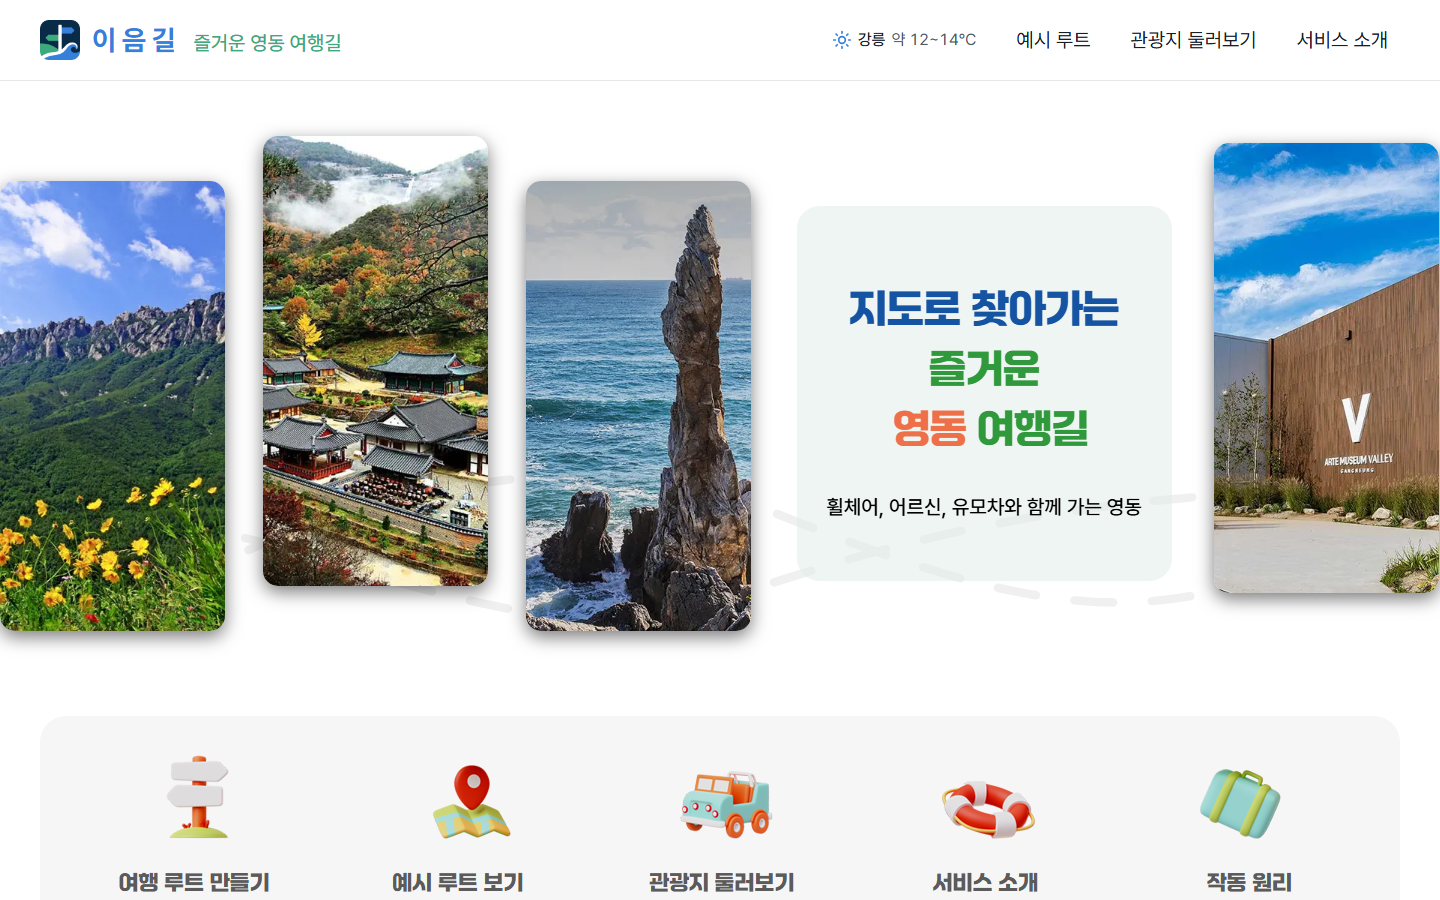 이음길 즐거운 영동 여행길
강릉 약 12~14°C 예시 루트 관광지 둘러보기 서비스 소개
지도로 찾아가는
즐거운
영동 여행길
휠체어, 어르신, 유모차와 함께 가는 영동
V
ARTE MUSEUM VALLEY
GANGNEUNG
여행 루트 만들기 예시 루트 보기 관광지 둘러보기 서비스 소개 작동 원리